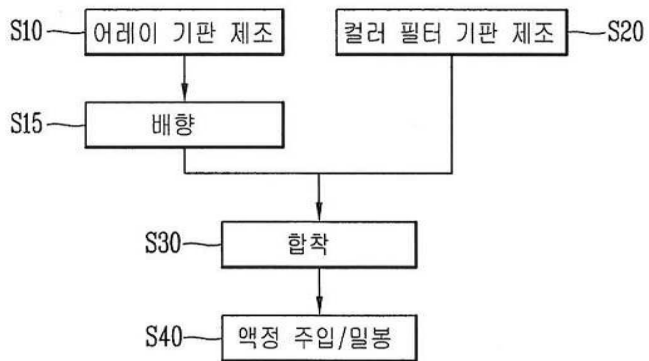 S10
어레이 기판 제조
컬러 필터 기판 제조
S20
S15
배향
S30
합착
S40
액정 주입/밀봉